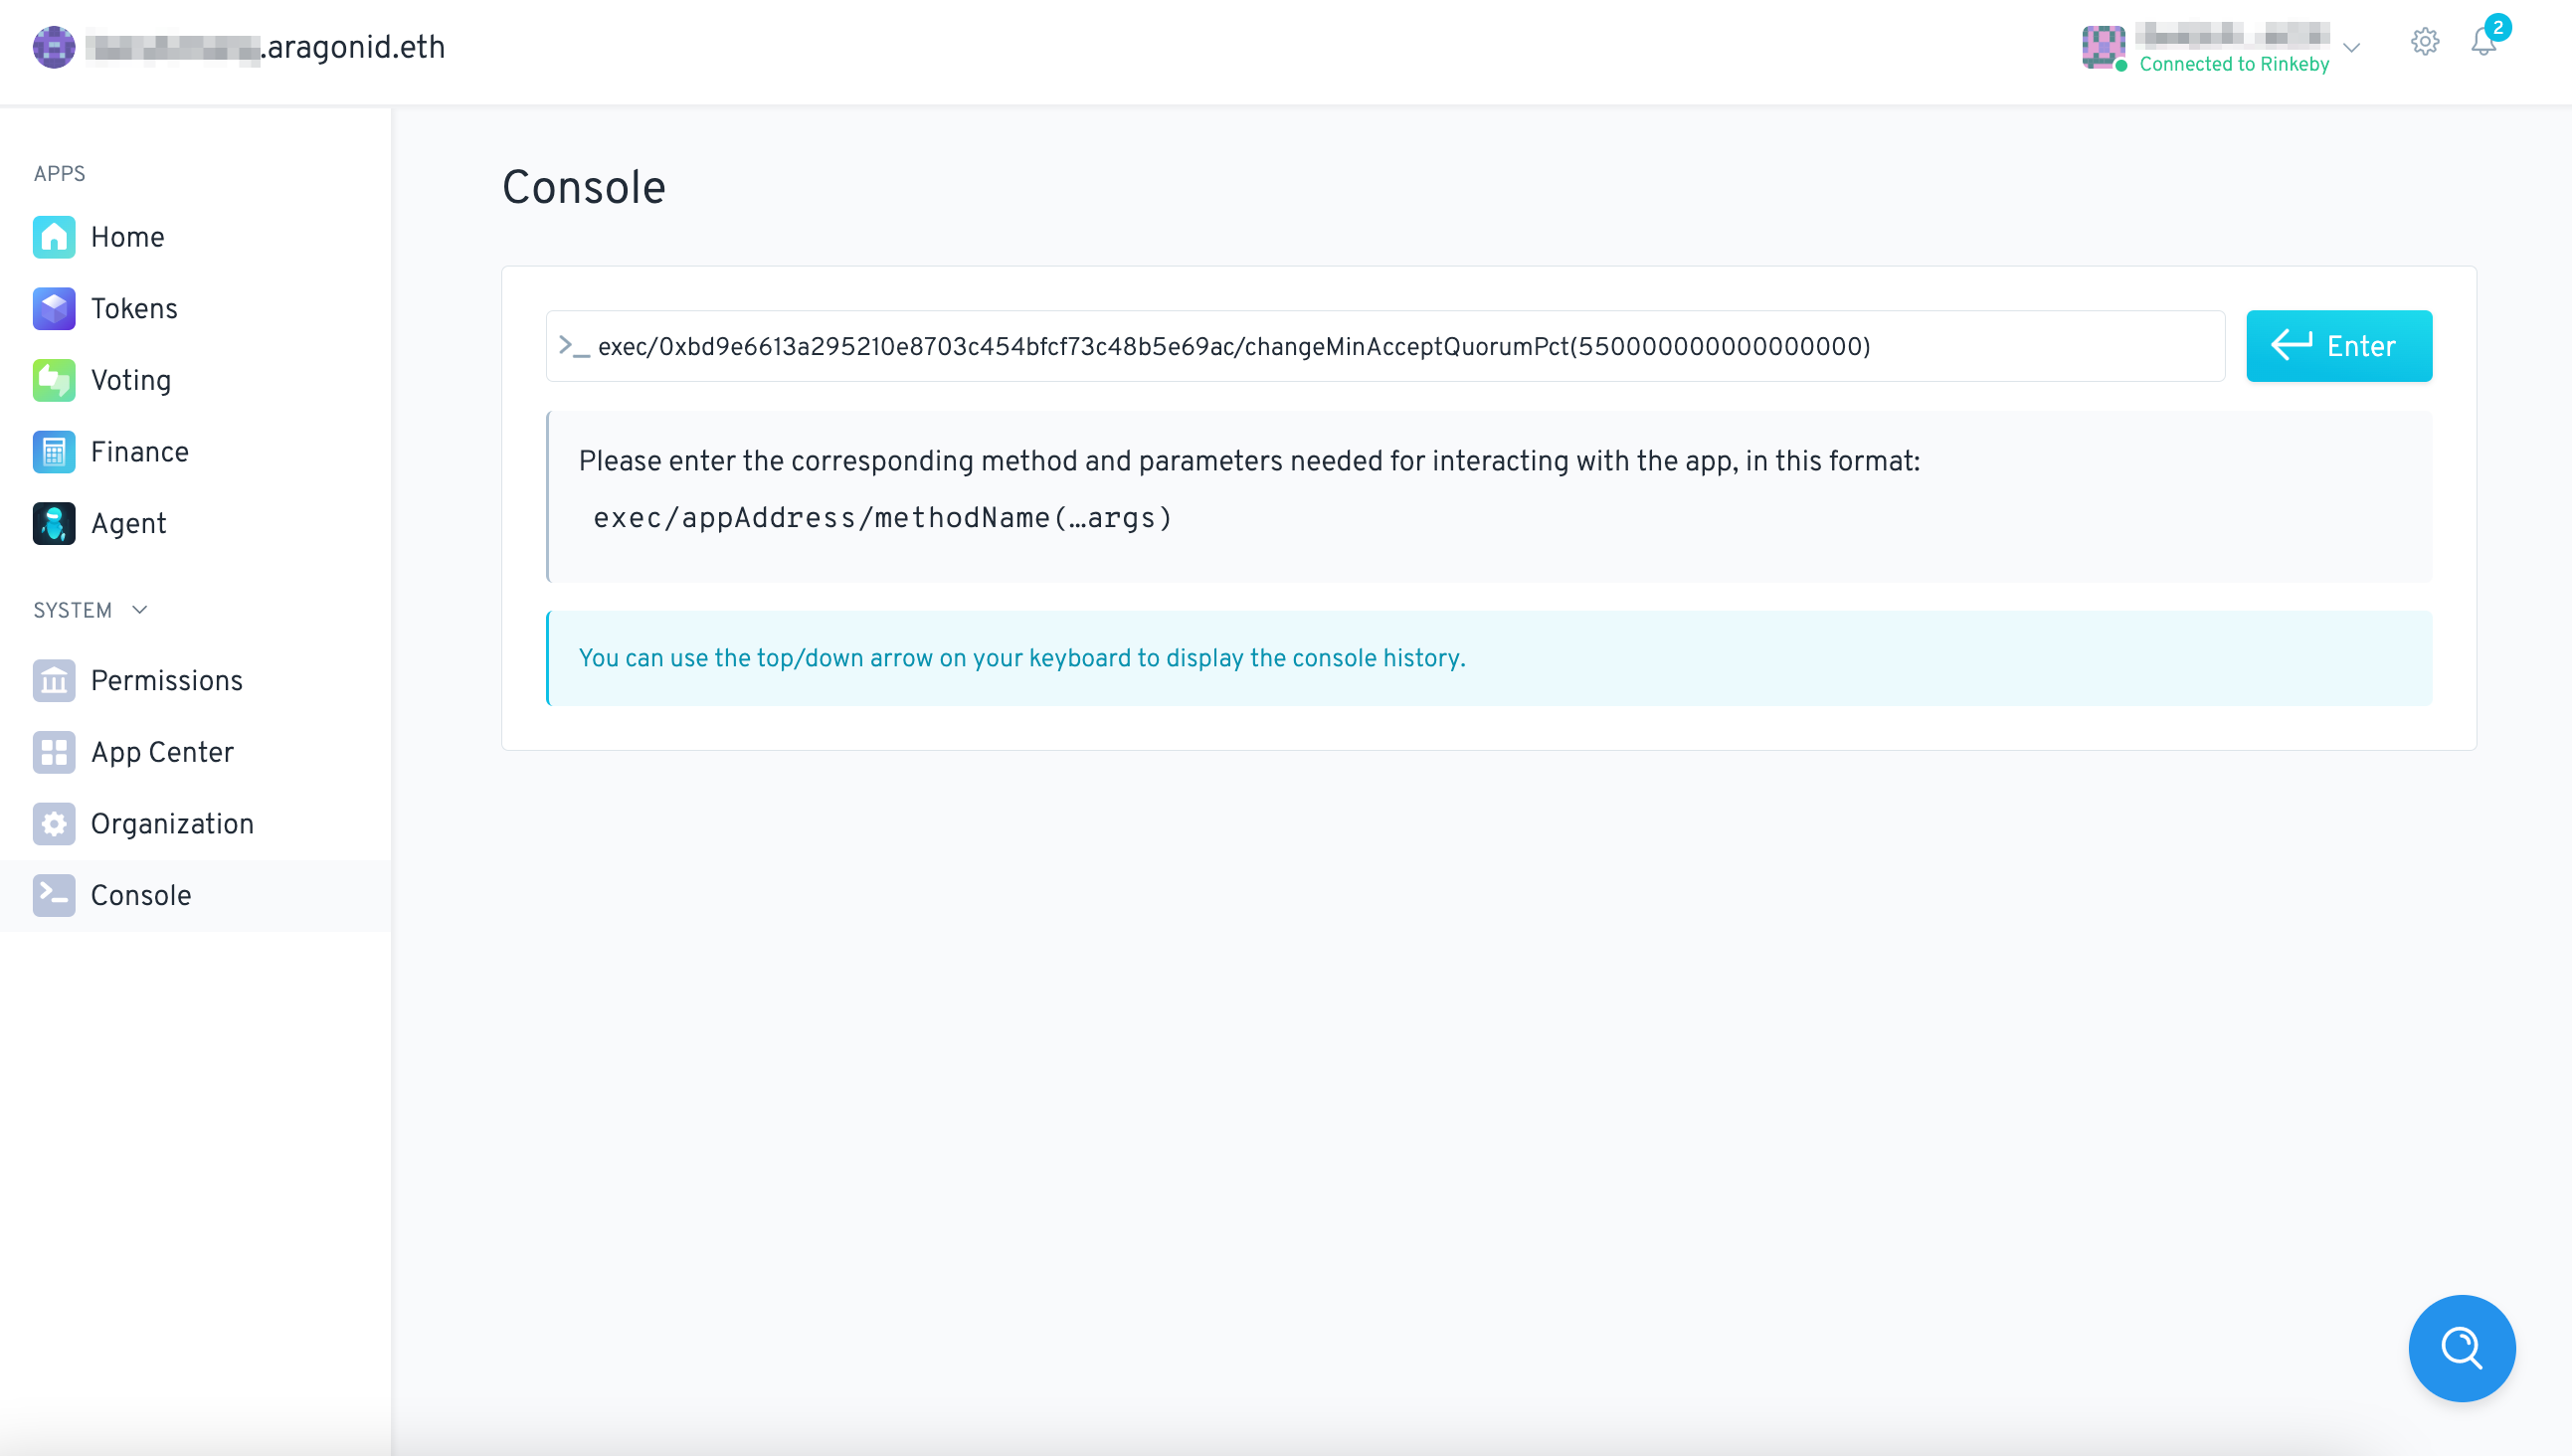 .aragonid.eth
Connected to Rinkeby
2
APPS
Home
Tokens
Voting
Finance
Agent
SYSTEM
Permissions
App Center
Organization
Console
Console
>_ exec/0xbd9e6613a295210e8703c454bfcf73c48b5e69ac/changeMinAcceptQuorumPct(550000000000000000)
Enter
Please enter the corresponding method and parameters needed for interacting with the app, in this format:
exec/appAddress/methodName(…args)
You can use the top/down arrow on your keyboard to display the console history.